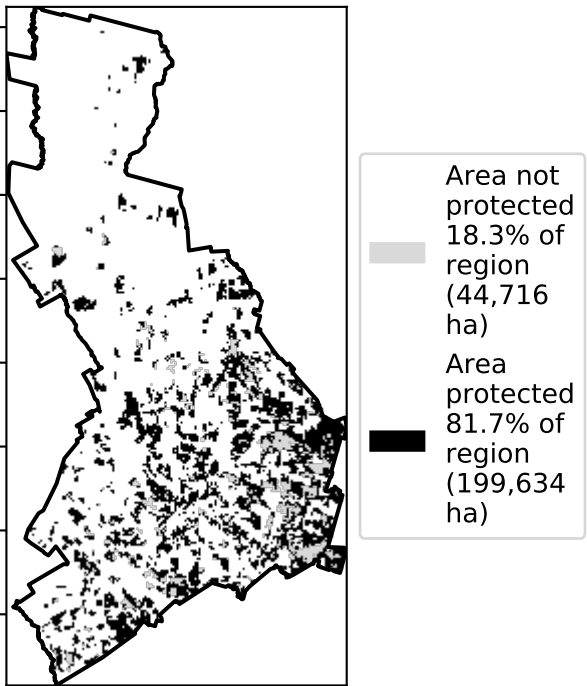 Area not
protected
18.3% of
region
(44,716
ha)
Area
protected
81.7% of
region
(199,634
ha)